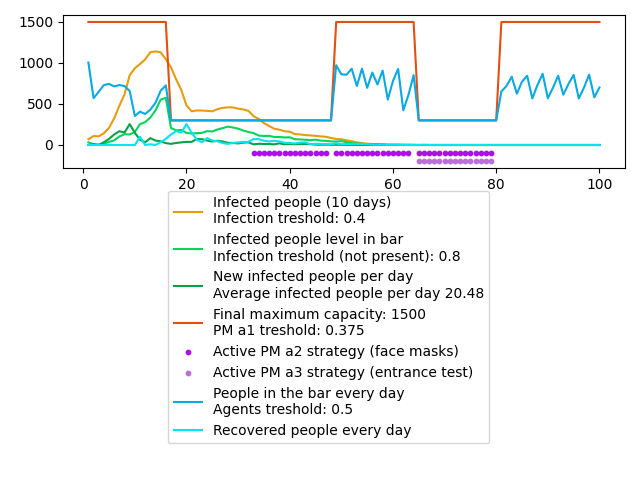 1500
1000
500
0
0
20
40
60
80
100
Infected people (10 days)
Infection treshold: 0.4
Infected people level in bar
Infection treshold (not present): 0.8
New infected people per day
Average infected people per day 20.48
Final maximum capacity: 1500
PM a1 treshold: 0.375
Active PM a2 strategy (face masks)
Active PM a3 strategy (entrance test)
People in the bar every day
Agents treshold: 0.5
Recovered people every day